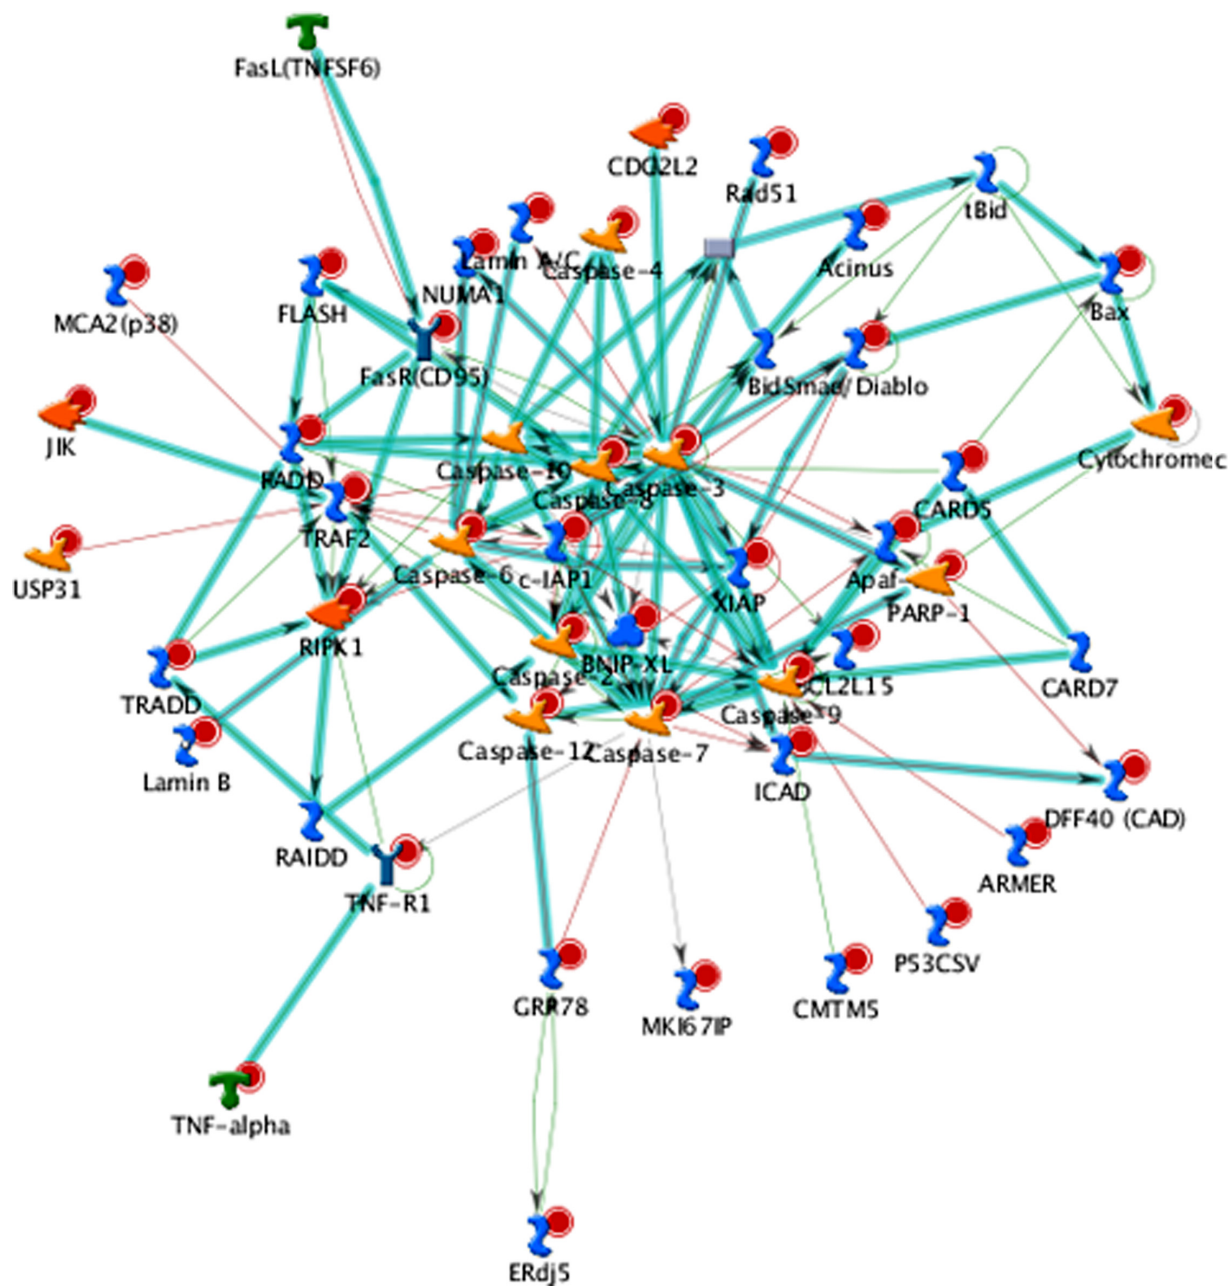 FasL(TNFSF6)
CDC2L2
Rad51
tBid
Lamin A/C
Caspase-4
Acinus
NUMA1
MCA2(p38)
FLASH
Bax
FasR(CD95)
Bid
Smac/Diablo
JIK
Caspase-10
Cytochromec
FADD
Caspase-8
Caspase-3
CARD5
TRAF2
USP31
Caspase-6
c-IAP1
Apaf-
XIAP
PARP-1
RIPK1
BNIP-XL
Caspase-2
CL2L15
CARD7
TRADD
Caspase-9
Caspase-12
Caspase-7
Lamin B
ICAD
DFF40 (CAD)
RAIDD
ARMER
TNF-R1
P53CSV
GRP78
CMTM5
MKI67IP
TNF-alpha
ERdj5